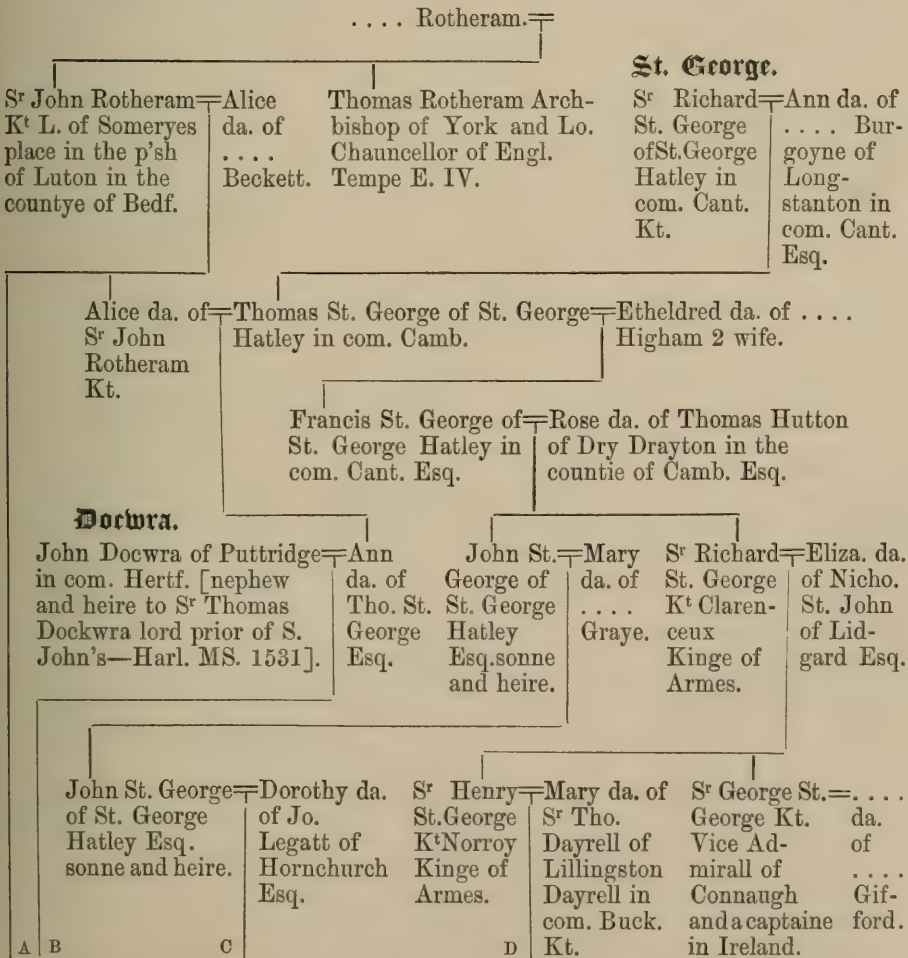 . . . . Rotheram.
Sr John Rotheram=Alice
Kt L. of Someryes da. of
place in the p'sh . . . .
of Luton in the Beckett.
countye of Bedf.
Thomas Rotheram Arch-
bishop of York and Lo.
Chauncellor of Engl.
Tempe E. IV.
St. George.
Sr Richard=Ann da. of
St. George . . . . Bur-
ofSt.George goyne of
Hatley in Long-
com. Cant. stanton in
Kt. com. Cant.
Esq.
Alice da. of=Thomas St. George of St. George=Etheldred da. of . . . .
Sr John Hatley in com. Camb. Higham 2 wife.
Rotheram
Kt.
Francis St. George of=Rose da. of Thomas Hutton
St. George Hatley in of Dry Drayton in the
com. Cant. Esq. countie of Camb. Esq.
Docwra.
John Docwra of Puttridge=Ann
in com. Hertf. [nephew da. of
and heire to Sr Thomas Tho. St.
Dockwra lord prior of S. George
John's—Harl. MS. 1531]. Esq.
John St.=Mary
George of da. of
St. George . . . .
Hatley Graye.
Esq.sonne
and heire.
Sr Richard=Eliza. da.
St. George of Nicho.
Kt Claren- St. John
ceux of Lid-
Kinge of gard Esq.
Armes.
John St. George=Dorothy da.
of St. George of Jo.
Hatley Esq. Legatt of
sonne and heire. Hornchurch
Esq.
Sr Henry=Mary da. of
St.George Sr Tho.
KtNorroy Dayrell of
Kinge of Lillingston
Armes. Dayrell in
com. Buck.
Kt.
Sr George St.=. . . .
George Kt. da.
Vice Ad- of
mirall of . . . .
Connaugh Gif-
andacaptaine ford.
in Ireland.
A B C D